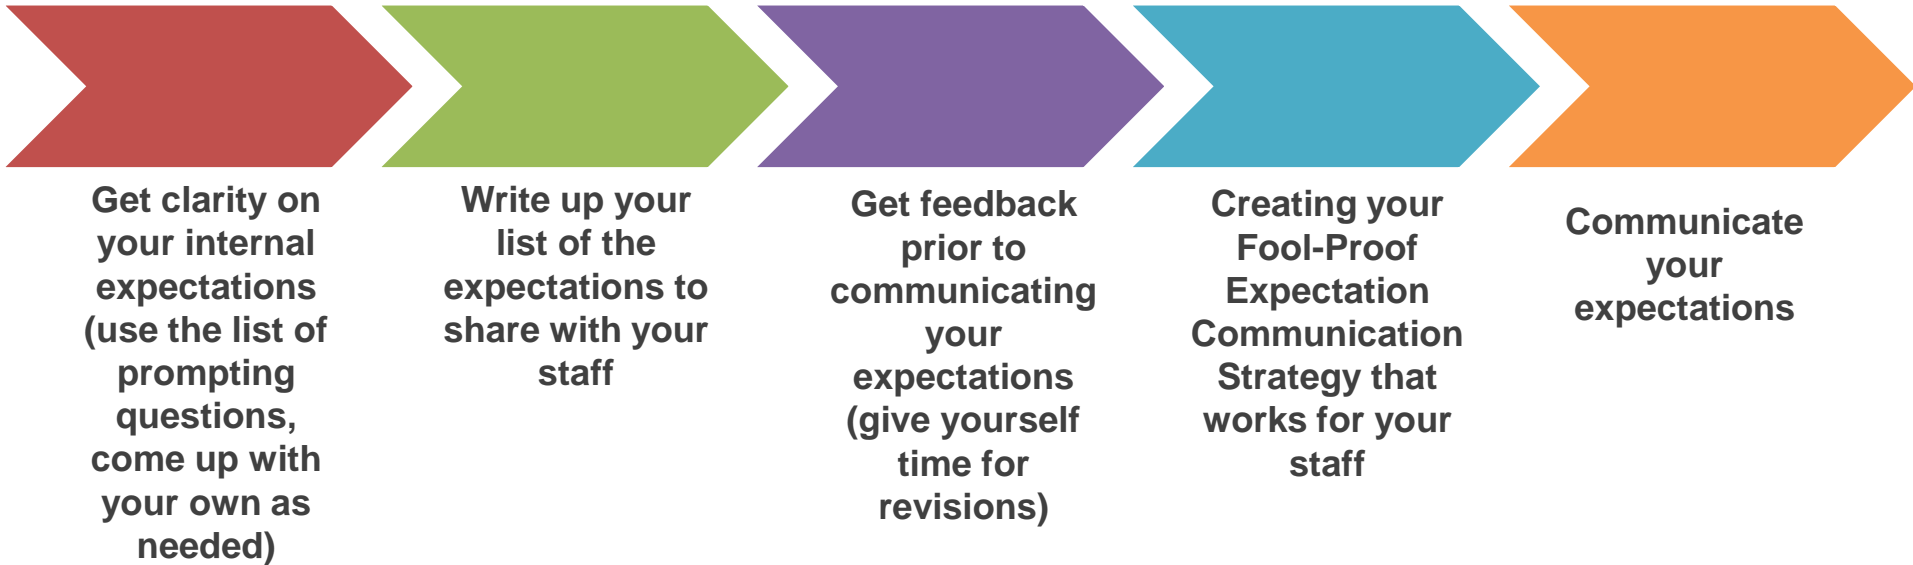 Get clarity on
your internal
expectations
(use the list of
prompting
questions,
come up with
your own as
needed)
Write up your
list of the
expectations to
share with your
staff
Get feedback
prior to
communicating
your
expectations
(give yourself
time for
revisions)
Creating your
Fool-Proof
Expectation
Communication
Strategy that
works for your
staff
Communicate
your
expectations